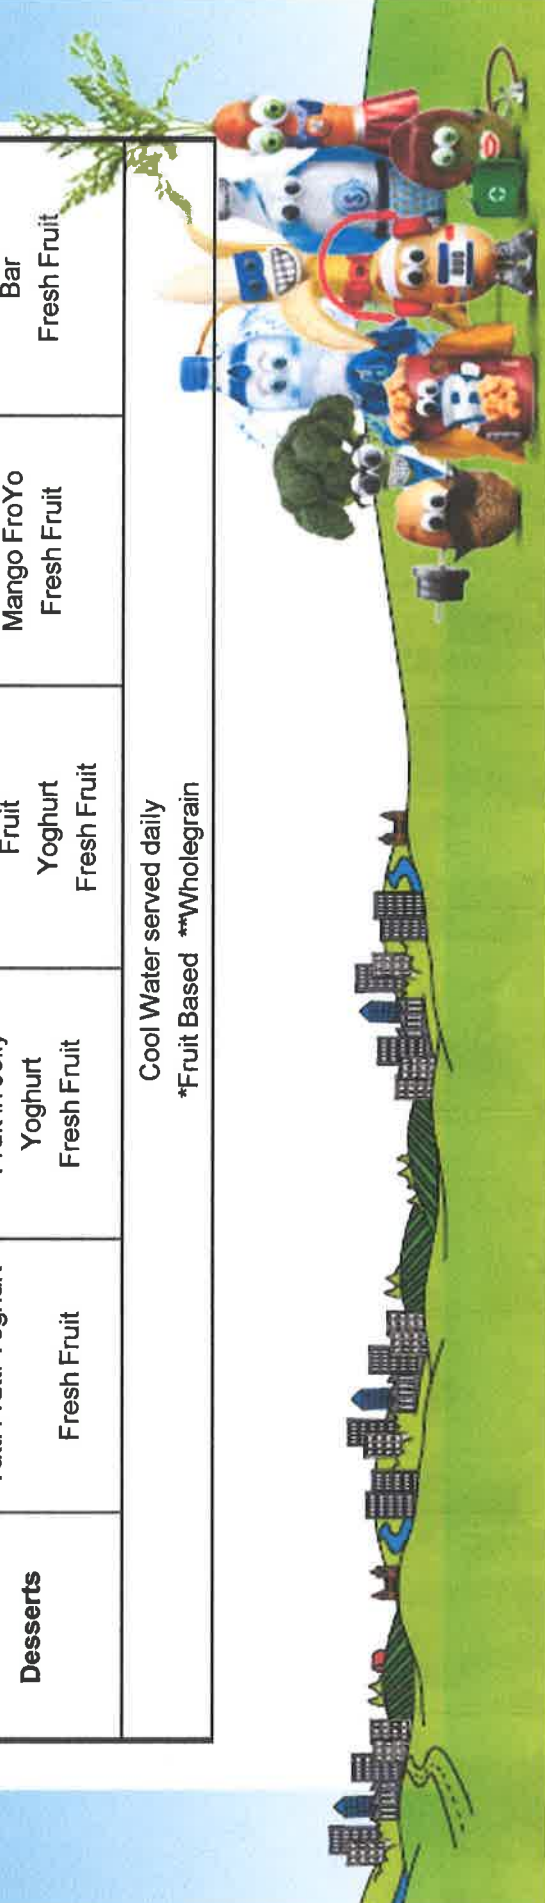 Desserts
Fresh Fruit
Yoghurt
Fresh Fruit
Fruit
Yoghurt
Fresh Fruit
Mango FroYo
Fresh Fruit
Bar
Fresh Fruit
Cool Water served daily
*Fruit Based **Wholegrain